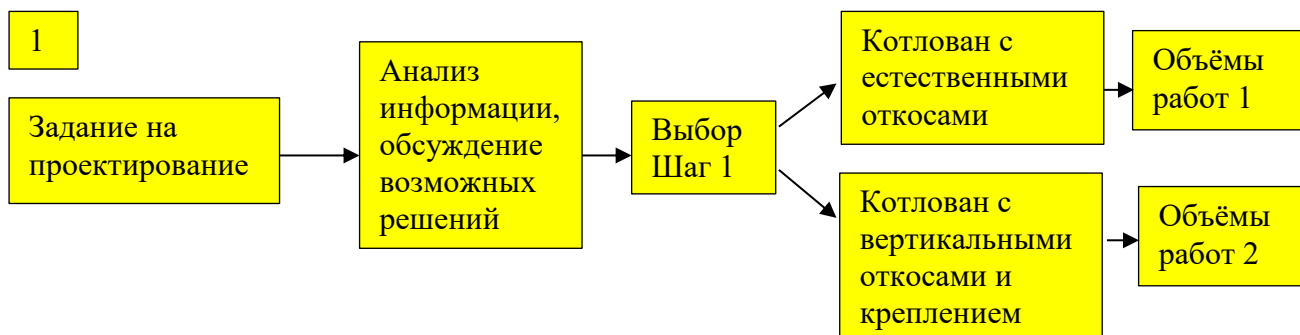 1
Задание на
проектирование
Анализ
информации,
обсуждение
возможных
решений
Выбор
Шаг 1
Котлован с
естественными
откосами
Объёмы
работ 1
Котлован с
вертикальными
откосами и
креплением
Объёмы
работ 2